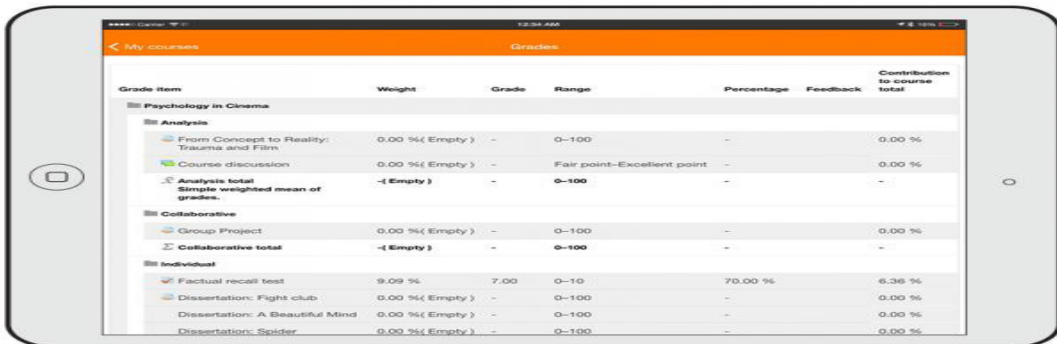 Carrier 12:34 AM 10%
My courses Grades
Contribution
to course
Grade item Weight Grade Range Percentage Feedback total
Psychology in Cinema
Analysis
From Concept to Reality: 0.00 %( Empty ) - 0–100 - 0.00 %
Trauma and Film
Course discussion 0.00 %( Empty ) - Fair point–Excellent point - 0.00 %
Analysis total -( Empty ) - 0–100 - -
Simple weighted mean of
grades.
Collaborative
Group Project 0.00 %( Empty ) - 0–100 - 0.00 %
Collaborative total -( Empty ) - 0–100 - -
Individual
Factual recall test 9.09 % 7.00 0–10 70.00 % 6.36 %
Dissertation: Fight club 0.00 %( Empty ) - 0–100 - 0.00 %
Dissertation: A Beautiful Mind 0.00 %( Empty ) - 0–100 - 0.00 %
Dissertation: Spider 0.00 %( Empty ) - 0–100 - 0.00 %